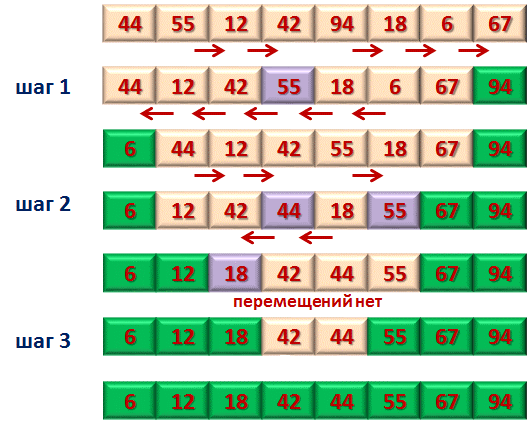 44 55 12 42 94 18 6 67
шаг 1 44 12 42 55 18 6 67 94
6 44 12 42 55 18 67 94
шаг 2 6 12 42 44 18 55 67 94
6 12 18 42 44 55 67 94
перемещений нет
шаг 3 6 12 18 42 44 55 67 94
6 12 18 42 44 55 67 94